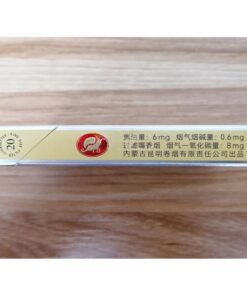 20
焦油量：6mg 烟气烟碱量：0.6mg
过滤嘴香烟 烟气一氧化碳量：8mg
内蒙古昆明卷烟有限责任公司出品